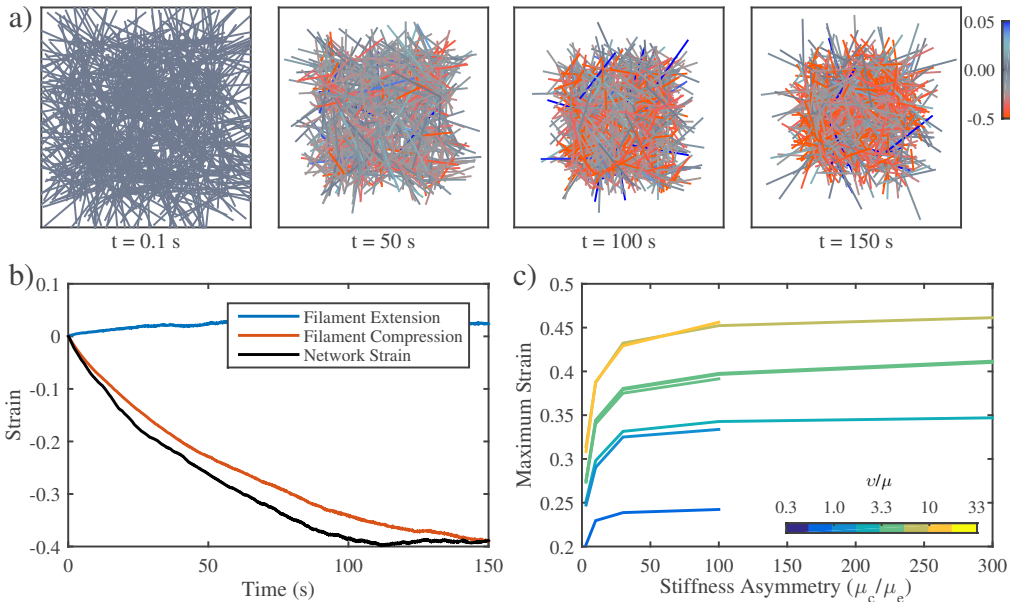 a)
t = 0.1 s
t = 50 s
t = 100 s
t = 150 s
0.05
0.00
-0.5
b)
0.1
0
-0.1
-0.2
-0.3
-0.4
Strain
0
50
100
150
Time (s)
Filament Extension
Filament Compression
Network Strain
c)
0.5
0.45
0.4
0.35
0.3
0.25
0.2
Maximum Strain
0
50
100
150
200
250
300
Stiffness Asymmetry (μc/μe)
υ/μ
0.3
1.0
3.3
10
33